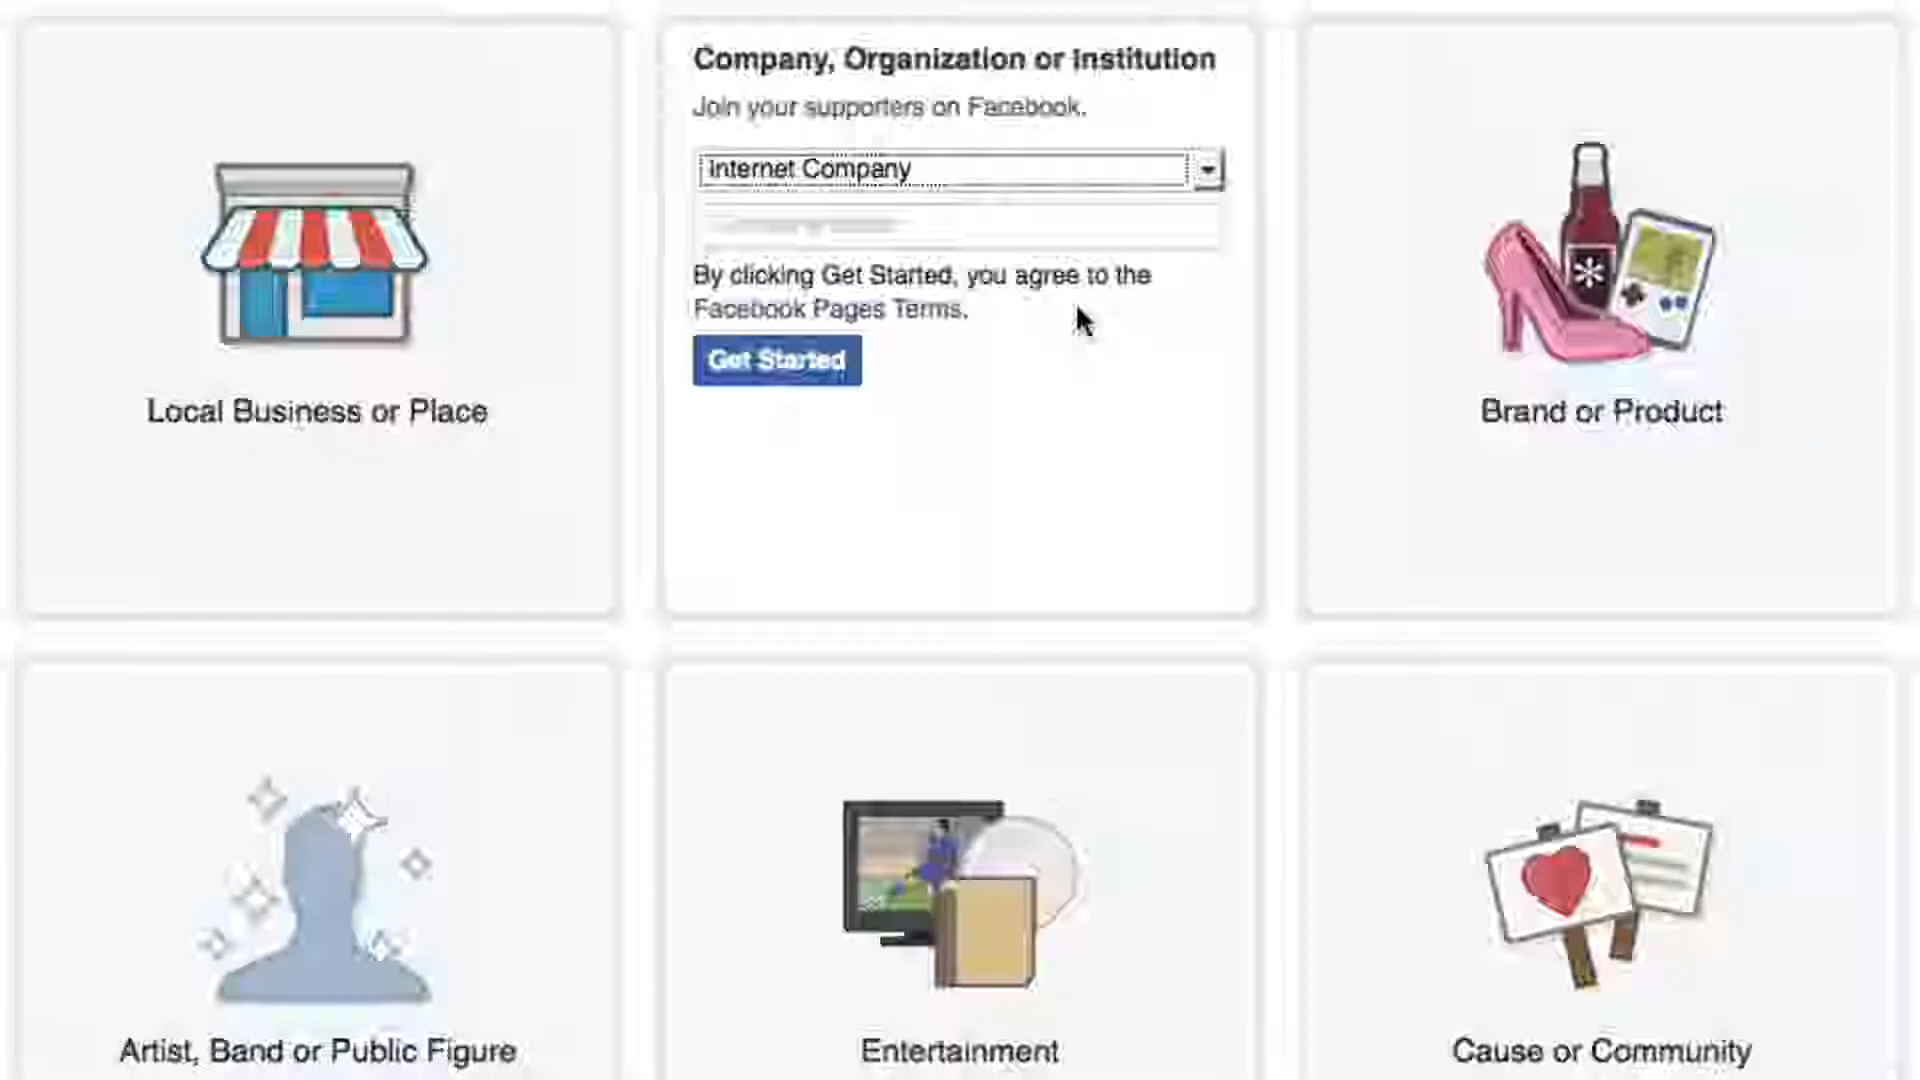 Company, Organization or Institution
Join your supporters on Facebook.
Internet Company
By clicking Get Started, you agree to the
Facebook Pages Terms.
Get Started
Local Business or Place
Brand or Product
Artist, Band or Public Figure
Entertainment
Cause or Community